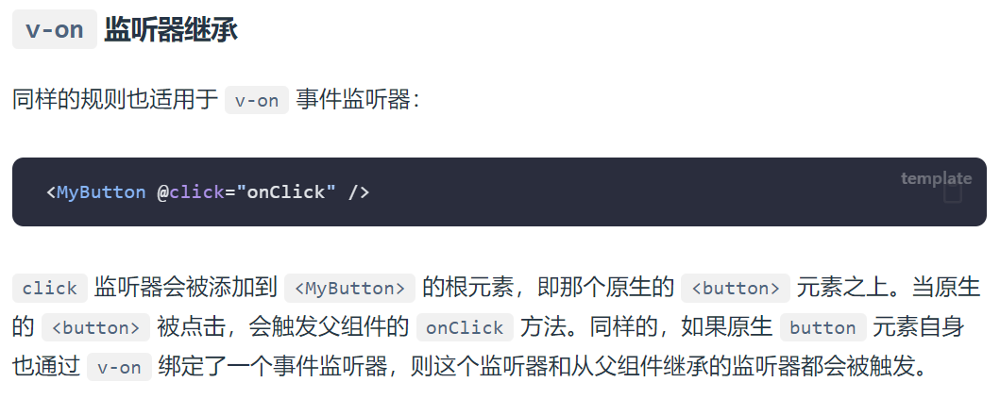 v-on 监听器继承
同样的规则也适用于 v-on 事件监听器：
template
<MyButton @click="onClick" />
click 监听器会被添加到 <MyButton> 的根元素，即那个原生的 <button> 元素之上。当原生
的 <button> 被点击，会触发父组件的 onClick 方法。同样的，如果原生 button 元素自身
也通过 v-on 绑定了一个事件监听器，则这个监听器和从父组件继承的监听器都会被触发。